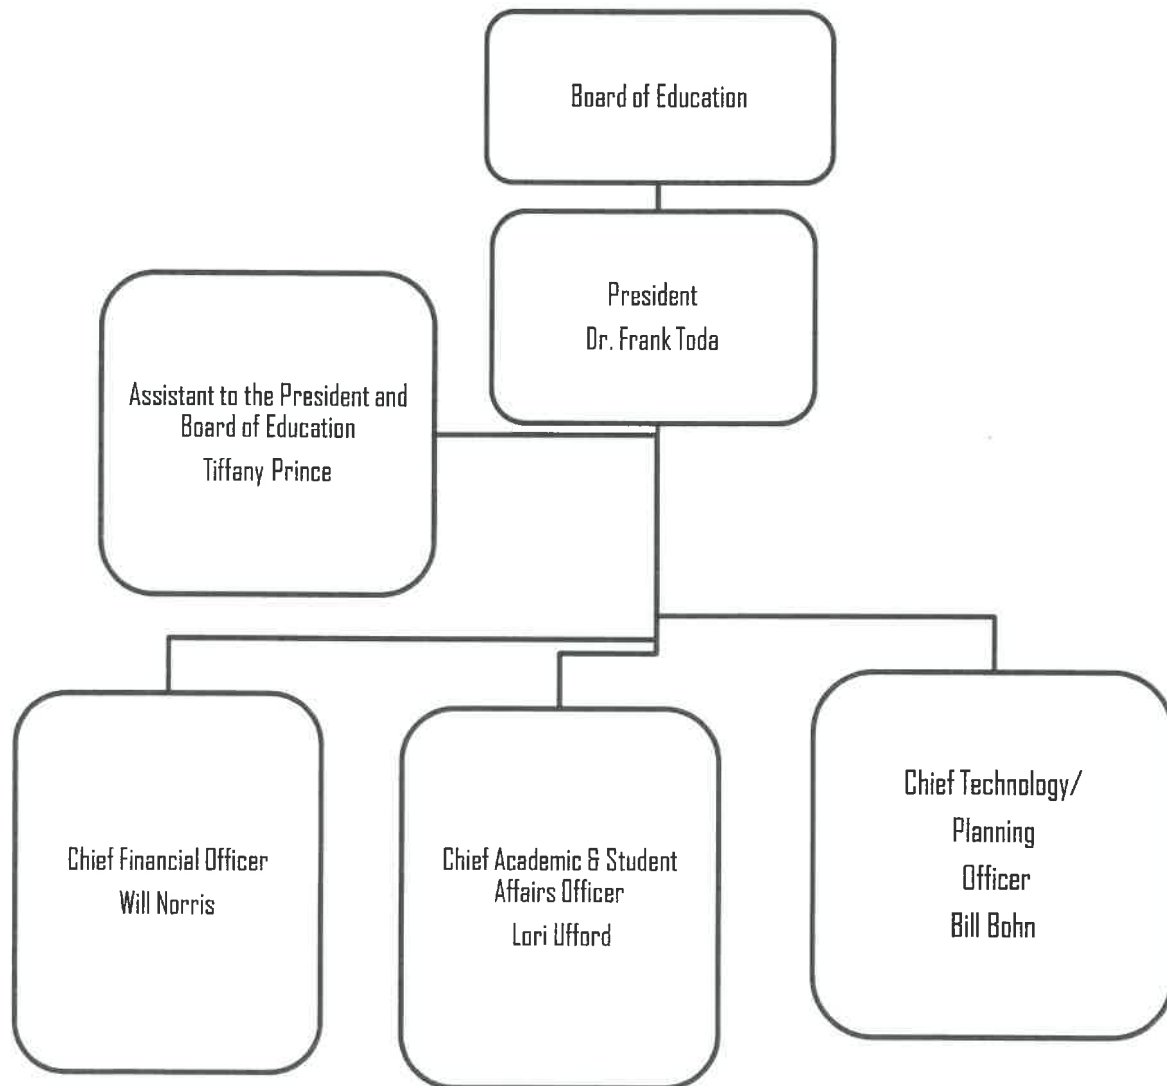 Board of Education
President
Dr. Frank Toda
Assistant to the President and
Board of Education
Tiffany Prince
Chief Financial Officer
Will Norris
Chief Academic & Student
Affairs Officer
Lori Ufford
Chief Technology/
Planning
Officer
Bill Bohn